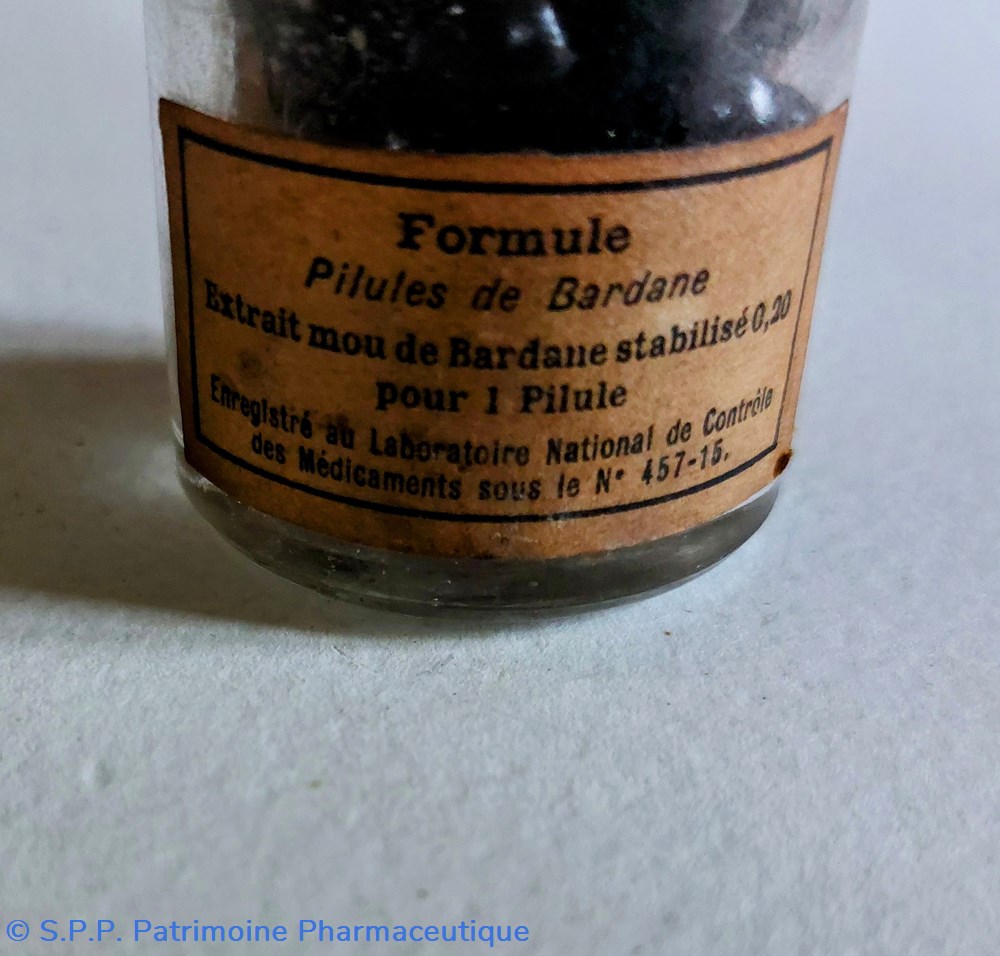 Formule
Pilules de Bardane
Extrait mou de Bardane stabilisé 0,20
pour 1 Pilule
Enregistré au Laboratoire National de Contrôle
des Médicaments sous le N° 457-15.
© S.P.P. Patrimoine Pharmaceutique